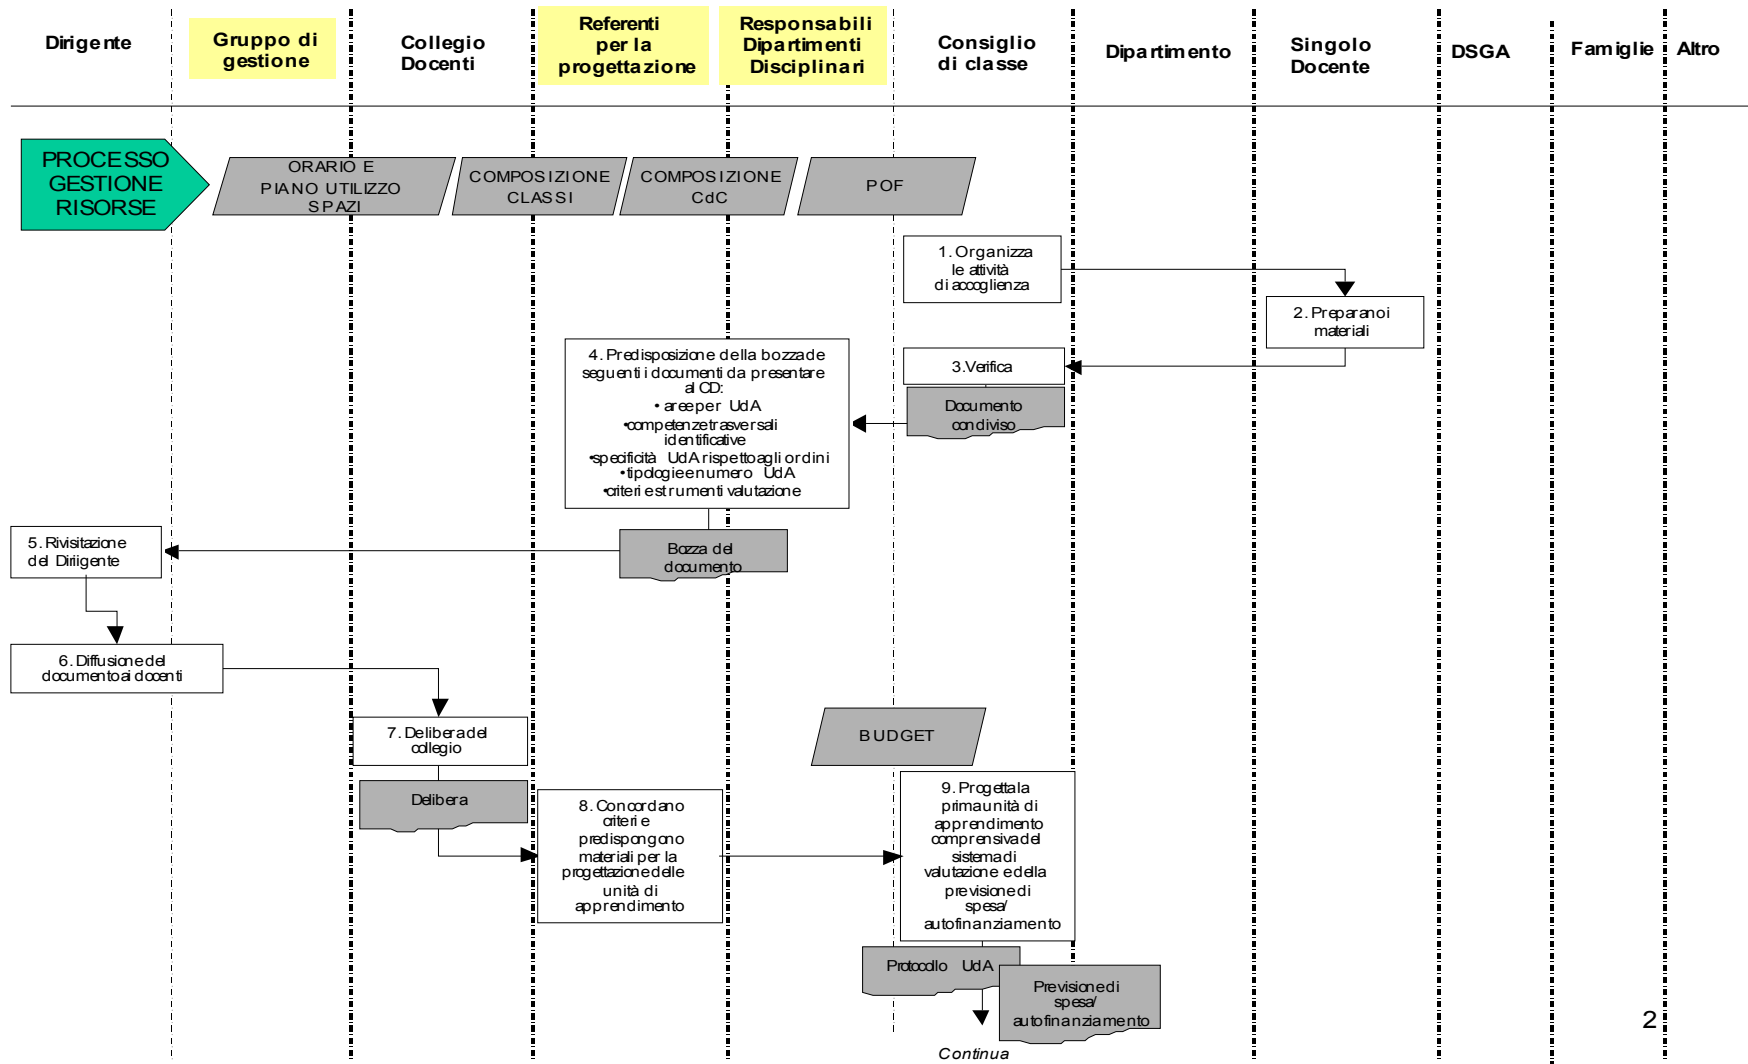 Dirigente
Gruppo di
gestione
Collegio
Docenti
Referenti
per la
progettazione
Responsabili
Dipartimenti
Disciplinari
Consiglio
di classe
Dipartimento
Singolo
Docente
DSGA
Famiglie
Altro
PROCESSO
GESTIONE
RISORSE
ORARIO E
PIANO UTILIZZO
SPAZI
COMPOSIZIONE
CLASSI
COMPOSIZIONE
CdC
POF
1. Organizza
le attività
di accoglienza
2. Preparano i
materiali
3. Verifica
Documento
condiviso
4. Predisposizione della bozza de
seguenti i documenti da presentare
al CD:
• aree per UdA
•competenze trasversali
identificative
•specificità UdA rispetto agli ordini
•tipologie e numero UdA
•criteri e strumenti valutazione
Bozza del
documento
5. Rivisitazione
del Diriigente
6. Diffusione del
documento ai docenti
7. Delibera del
collegio
Delibera
BUDGET
8. Concordano
criteri e
predispongono
materiali per la
progettazione delle
unità di
apprendimento
9. Progetta la
prima unità di
apprendimento
comprensiva del
sistema di
valutazione e della
previsione di
spesa/
autofinanziamento
Protocollo UdA
Previsione di
spesa/
autofinanziamento
Continua
2